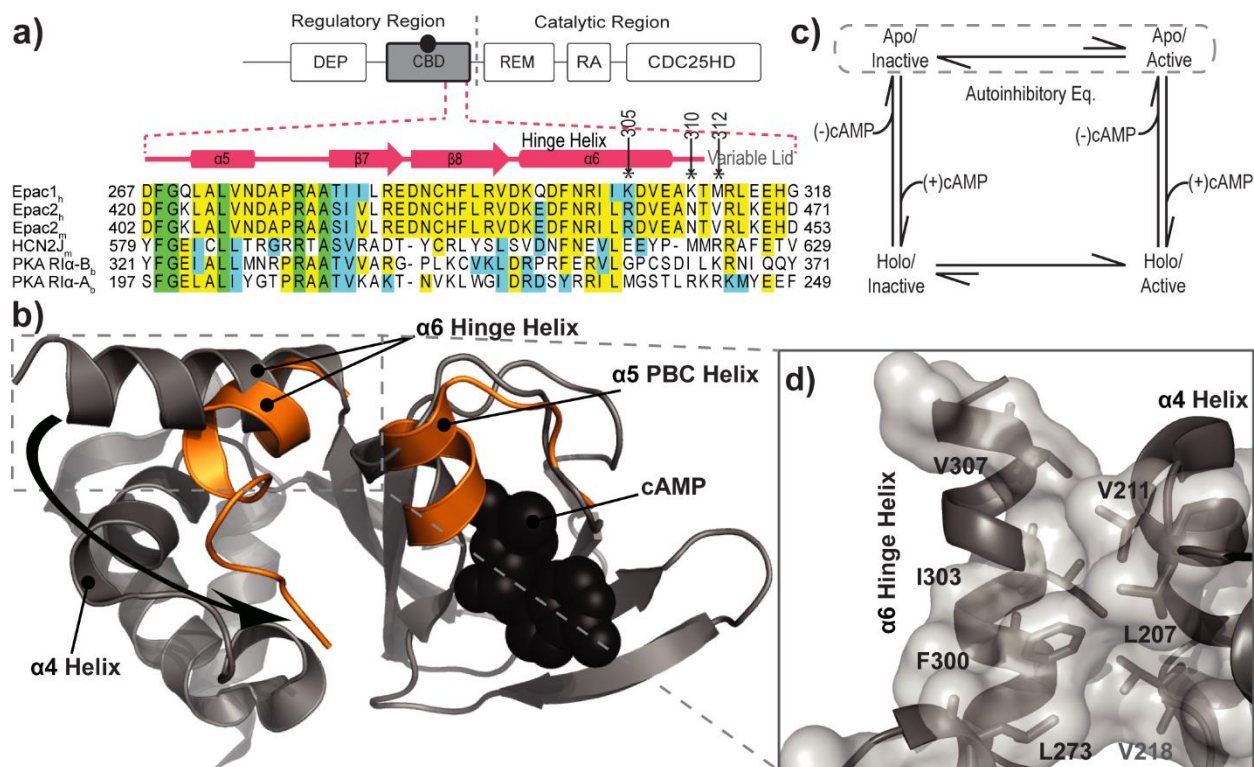 a)
Regulatory Region
Catalytic Region
DEP
CBD
REM
RA
CDC25HD
305
310
312
Hinge Helix
α5
β7
β8
α6
Variable Lid
* * *
Epac1h 267 DFGQLALVNDAPRAATIILREDNCHFLRVDKQDFNRIIKDVEAKTMRLEEHG 318
Epac2h 420 DFGKLALVNDAPRAASIVLREDNCHFLRVDKEDFNRILRDVEANTVRLKEHD 471
Epac2m 402 DFGKLALVNDAPRAASIVLREDNCHFLRVDKEDFNRILRDVEANTVRLKEHD 453
HCN2Jm 579 YFGEICLLTRGRRTASVRADT-YCRLYSLSVDNFNEVLEEYP-MMRRAFETV 629
PKA RIα-Bb 321 YFGEIALLMNRPRAATVVARG-PLKCVKLDRPRFERVLGPCSDILKRNIQQY 371
PKA RIα-Ab 197 SFGELALIYGTPRAATVKAKT-NVKLWGIDRDSYRRILMGSTLRKRKMYEEF 249
c)
Apo/
Inactive
Apo/
Active
Autoinhibitory Eq.
(-)cAMP
(-)cAMP
(+)cAMP
(+)cAMP
Holo/
Inactive
Holo/
Active
b)
α6 Hinge Helix
α5 PBC Helix
cAMP
α4 Helix
d)
α4 Helix
α6 Hinge Helix
V307
V211
I303
L207
F300
L273
V218